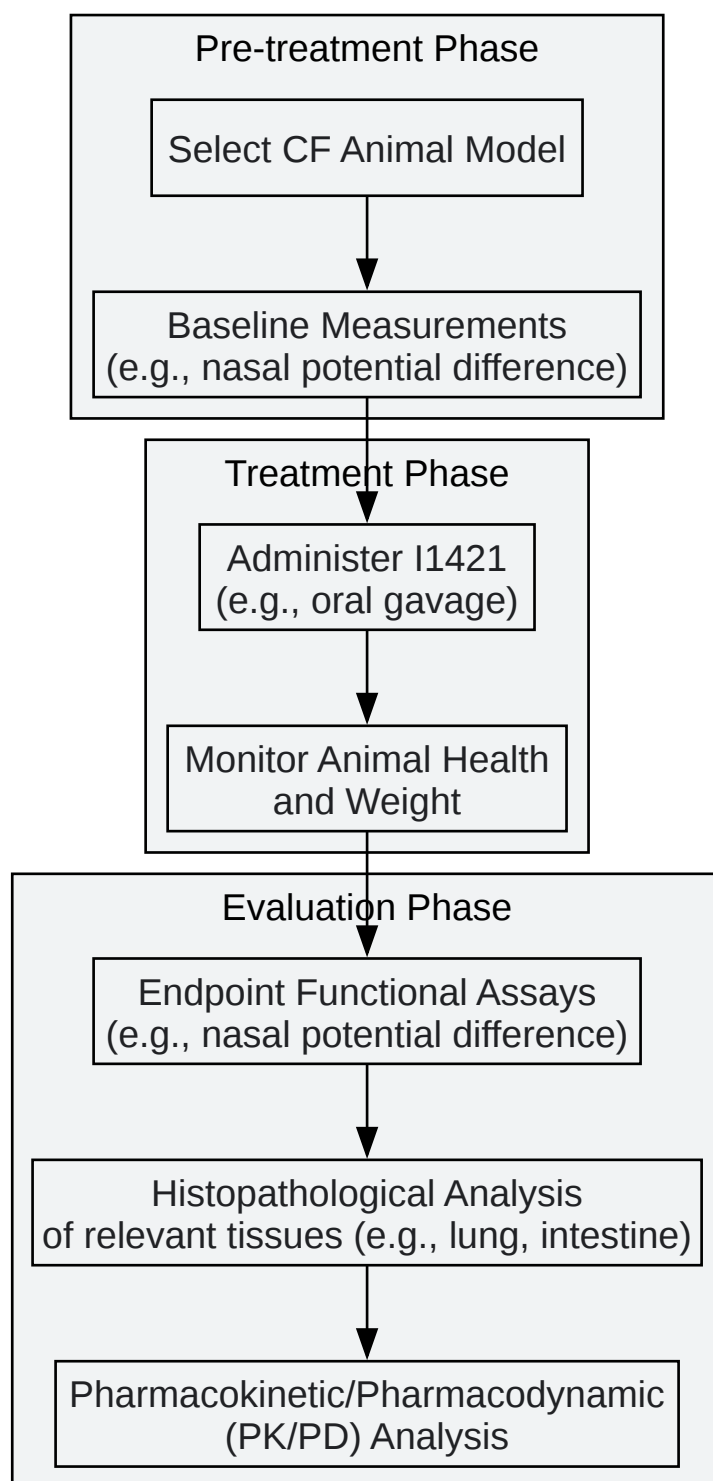 Pre-treatment Phase
Select CF Animal Model
Baseline Measurements
(e.g., nasal potential difference)
Treatment Phase
Administer I1421
(e.g., oral gavage)
Monitor Animal Health
and Weight
Evaluation Phase
Endpoint Functional Assays
(e.g., nasal potential difference)
Histopathological Analysis
of relevant tissues (e.g., lung, intestine)
Pharmacokinetic/Pharmacodynamic
(PK/PD) Analysis